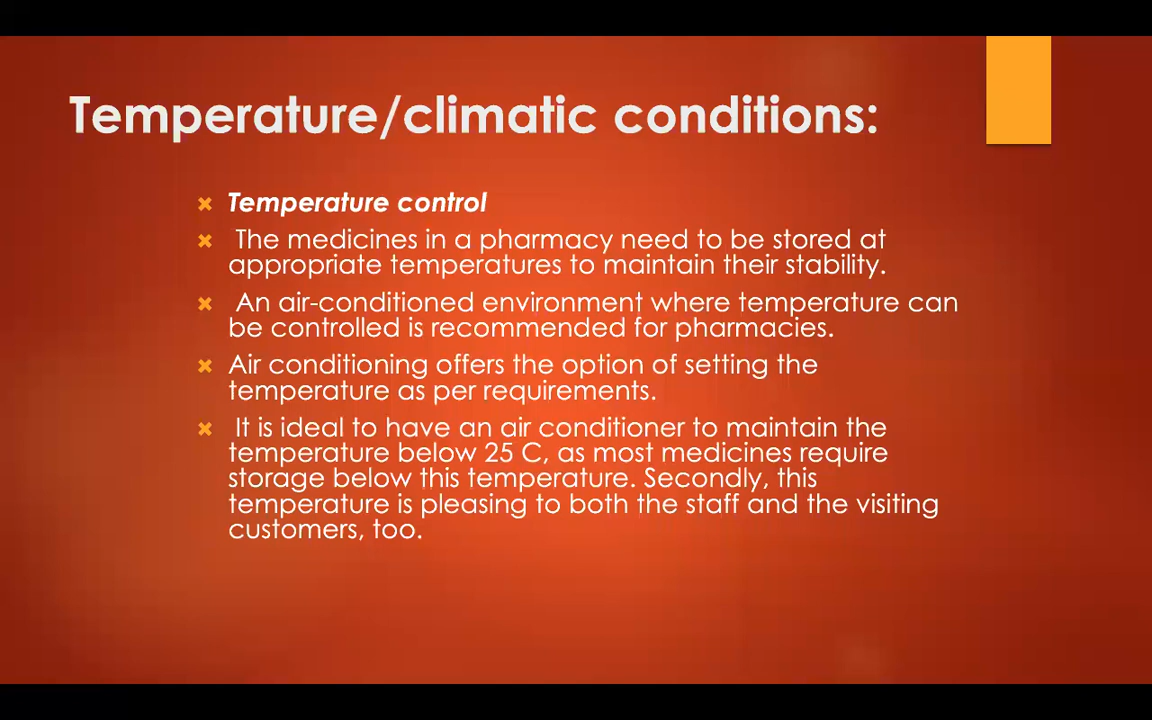 Temperature/climatic conditions:
Temperature control
The medicines in a pharmacy need to be stored at
appropriate temperatures to maintain their stability.
An air-conditioned environment where temperature can
be controlled is recommended for pharmacies.
Air conditioning offers the option of setting the
temperature as per requirements.
It is ideal to have an air conditioner to maintain the
temperature below 25 C, as most medicines require
storage below this temperature. Secondly, this
temperature is pleasing to both the staff and the visiting
customers, too.